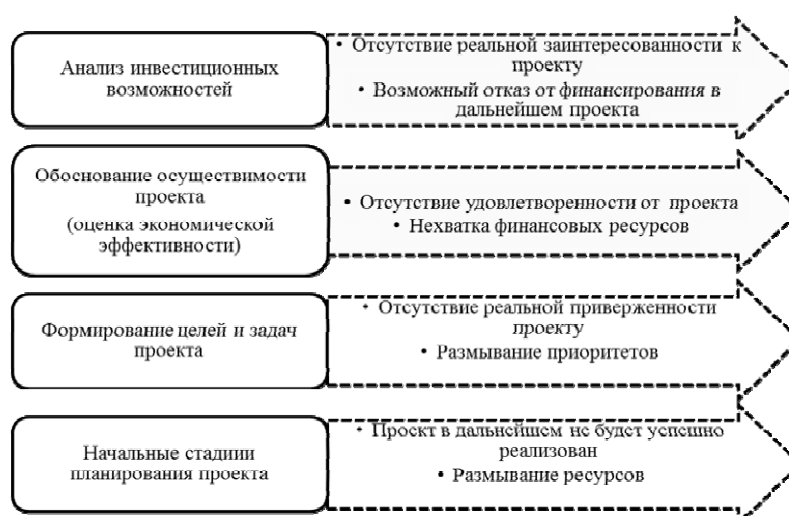 Анализ инвестиционных
возможностей
• Отсутствие реальной заинтересованности к
проекту
• Возможный отказ от финансирования в
дальнейшем проекта
Обоснование осуществимости
проекта
(оценка экономической
эффективности)
• Отсутствие удовлетворенности от проекта
• Нехватка финансовых ресурсов
Формирование целей и задач
проекта
• Отсутствие реальной приверженности
проекту
• Размывание приоритетов
Начальные стадиии
планирования проекта
• Проект в дальнейшем не будет успешно
реализован
• Размывание ресурсов